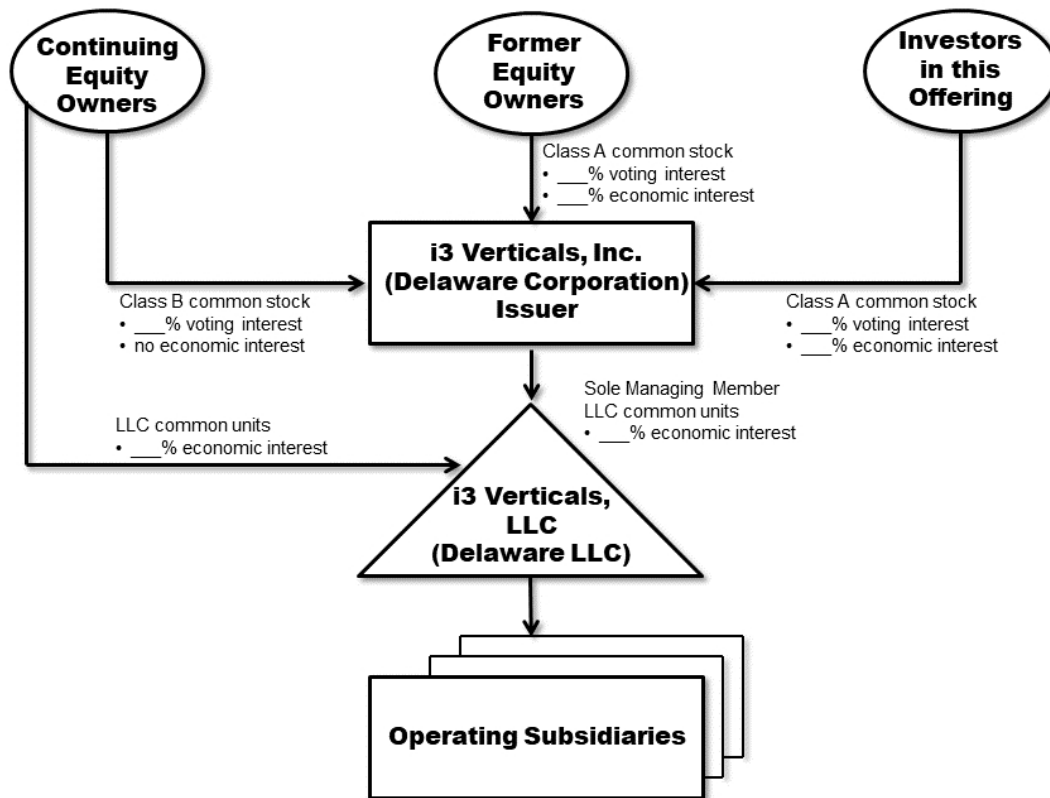 Continuing
Equity
Owners
Former
Equity
Owners
Investors
in this
Offering
Class A common stock
• ___% voting interest
• ___% economic interest
i3 Verticals, Inc.
(Delaware Corporation)
Issuer
Class B common stock
• ___% voting interest
• no economic interest
Class A common stock
• ___% voting interest
• ___% economic interest
Sole Managing Member
LLC common units
• ___% economic interest
LLC common units
• ___% economic interest
i3 Verticals,
LLC
(Delaware LLC)
Operating Subsidiaries